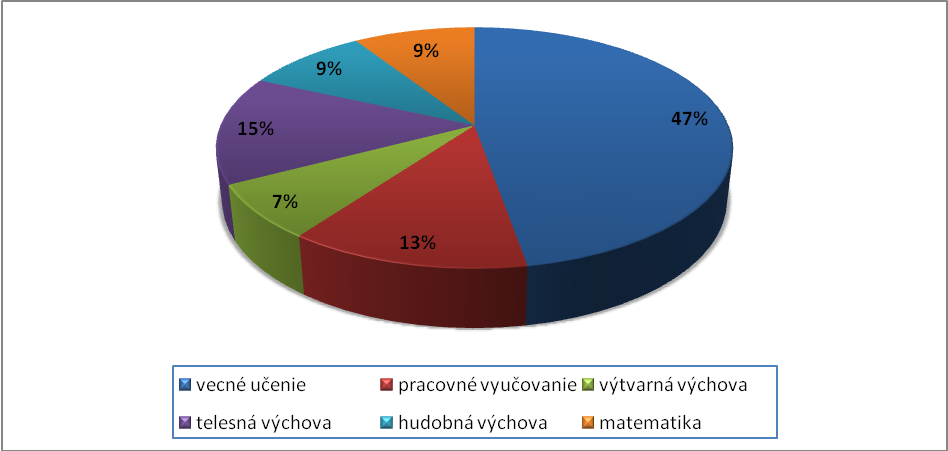 9%
9%
47%
15%
7%
13%
vecné učenie
pracovné vyučovanie
výtvarná výchova
telesná výchova
hudobná výchova
matematika